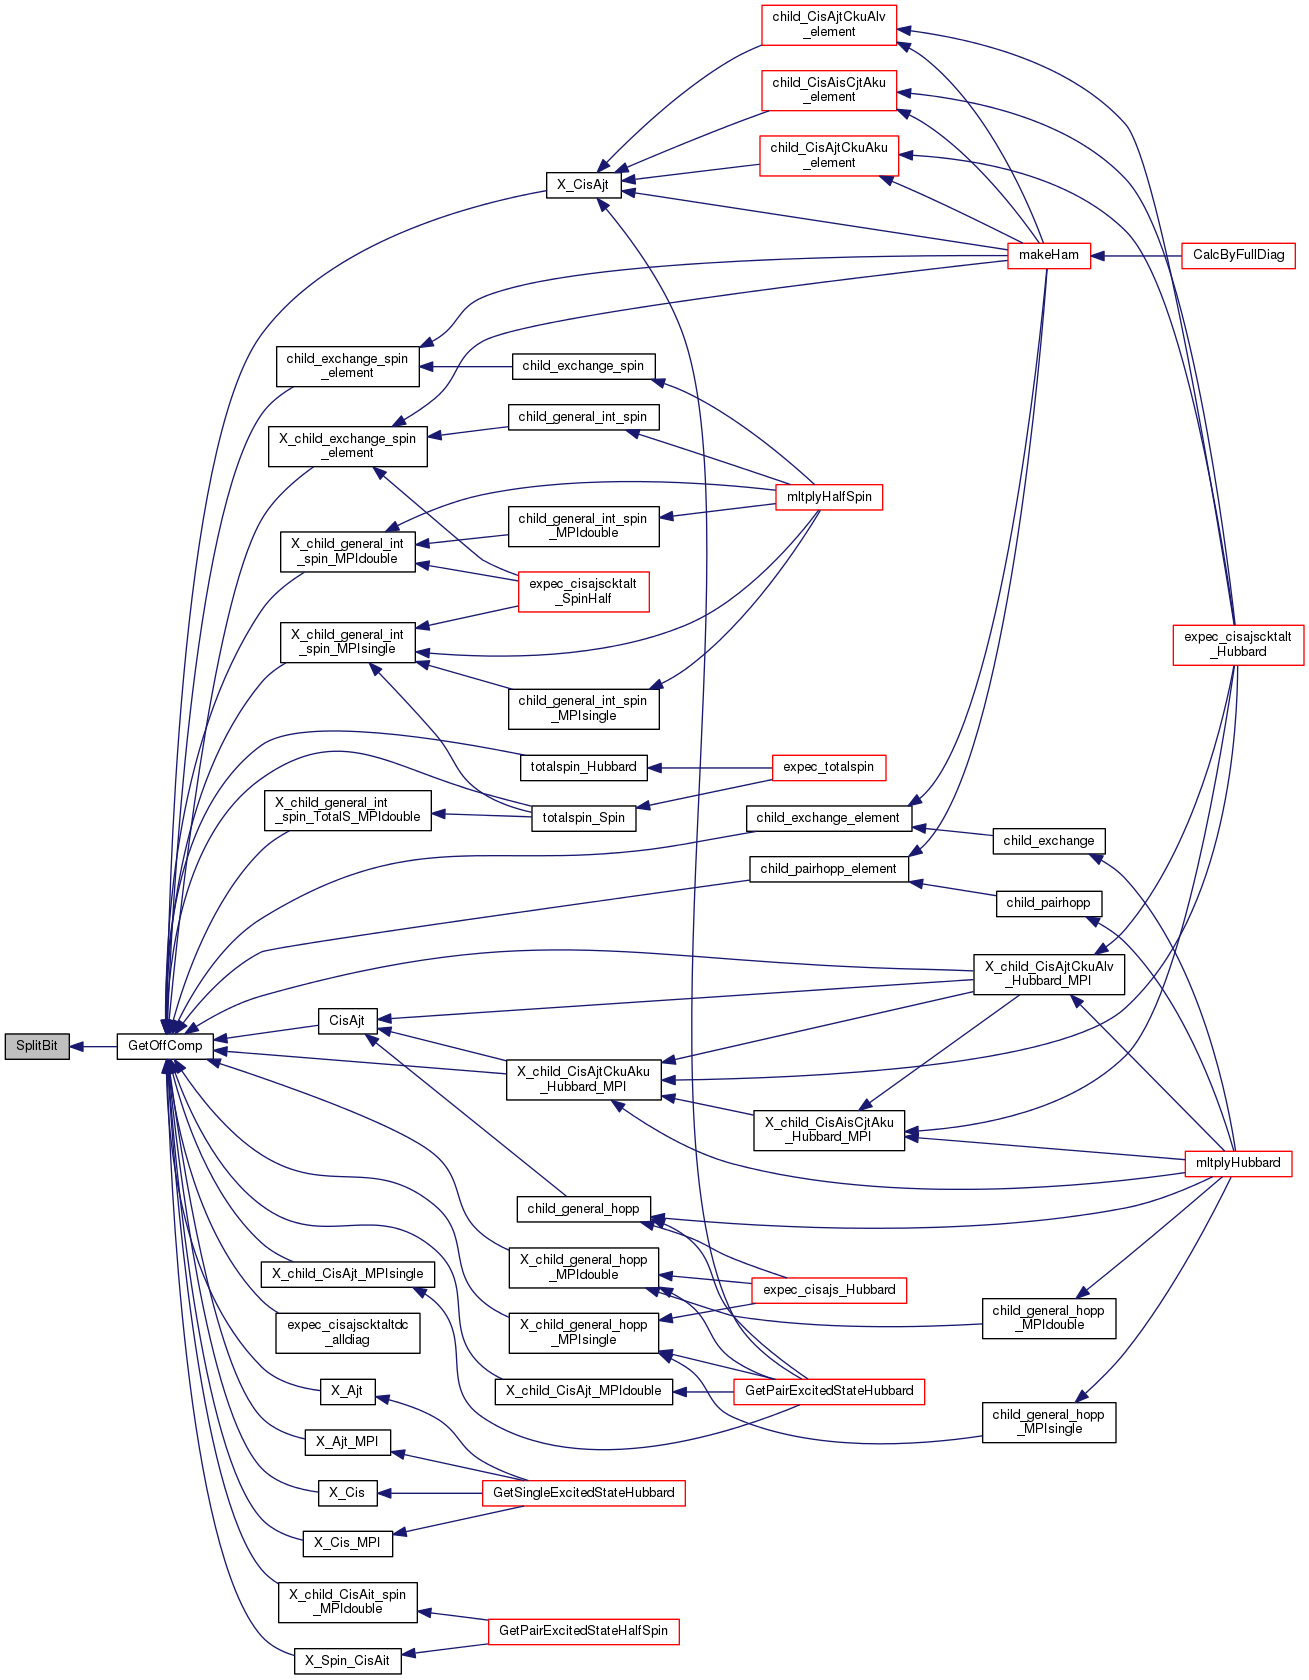 child_CisAjtCkuAlv
_element
child_CisAisCjtAku
_element
child_CisAjtCkuAku
_element
X_CisAjt
makeHam
CalcByFullDiag
child_exchange_spin
_element
child_exchange_spin
child_general_int_spin
X_child_exchange_spin
_element
mltplyHalfSpin
child_general_int_spin
_MPIdouble
X_child_general_int
_spin_MPIdouble
expec_cisajscktalt
_SpinHalf
X_child_general_int
_spin_MPIsingle
expec_cisajscktalt
_Hubbard
child_general_int_spin
_MPIsingle
totalspin_Hubbard
expec_totalspin
X_child_general_int
_spin_TotalS_MPIdouble
totalspin_Spin
child_exchange_element
child_exchange
child_pairhopp_element
child_pairhopp
X_child_CisAjtCkuAlv
_Hubbard_MPI
CisAjt
SplitBit
GetOffComp
X_child_CisAjtCkuAku
_Hubbard_MPI
X_child_CisAisCjtAku
_Hubbard_MPI
mltplyHubbard
child_general_hopp
X_child_general_hopp
_MPIdouble
X_child_CisAjt_MPIsingle
expec_cisajs_Hubbard
child_general_hopp
_MPIdouble
expec_cisajscktaltdc
_alldiag
X_child_general_hopp
_MPIsingle
X_Ajt
X_child_CisAjt_MPIdouble
GetPairExcitedStateHubbard
child_general_hopp
_MPIsingle
X_Ajt_MPI
X_Cis
GetSingleExcitedStateHubbard
X_Cis_MPI
X_child_CisAit_spin
_MPIdouble
GetPairExcitedStateHalfSpin
X_Spin_CisAit